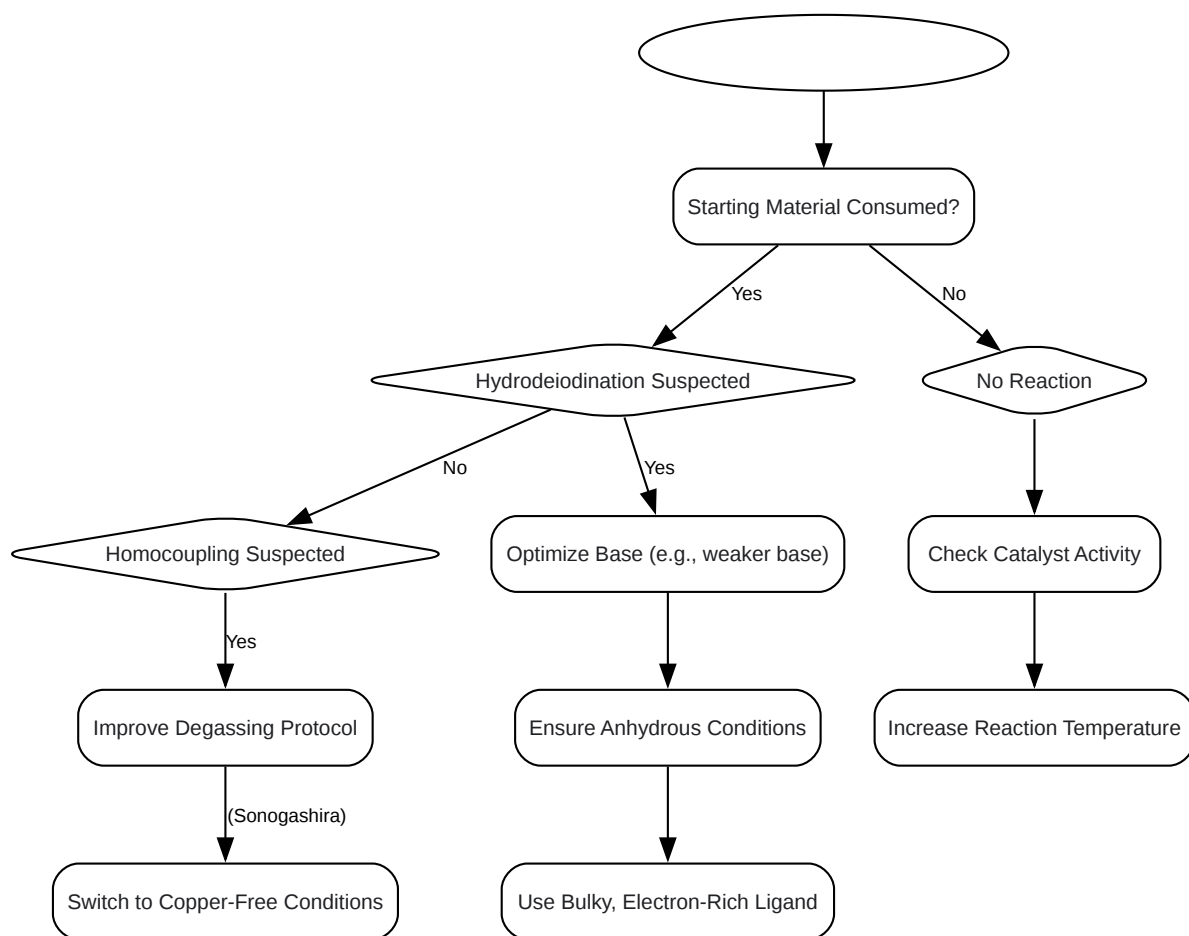 Starting Material Consumed?
Yes
No
Hydrodeiodination Suspected
No Reaction
No
Yes
Homocoupling Suspected
Optimize Base (e.g., weaker base)
Check Catalyst Activity
Yes
Improve Degassing Protocol
Ensure Anhydrous Conditions
Increase Reaction Temperature
(Sonogashira)
Switch to Copper-Free Conditions
Use Bulky, Electron-Rich Ligand